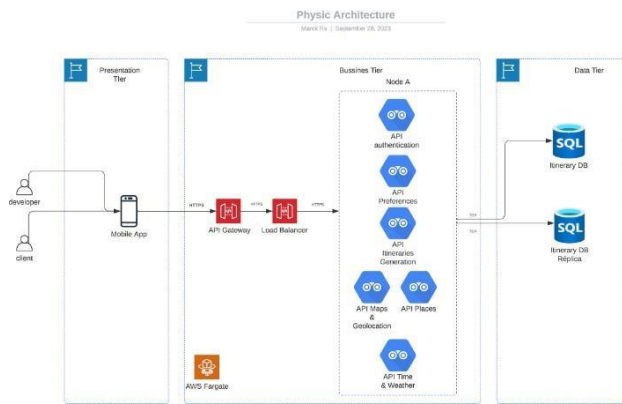 Physic Architecture
September 28, 2023
Presentation
Tier
Bussines Tier
Data Tier
Node A
API
authentication
API
Preferences
API
Itineraries
Generation
API Maps
&
Geolocation
API Places
API Time
& Weather
developer
client
Mobile App
HTTPS
API Gateway
HTTPS
Load Balancer
HTTPS
SQL
Itinerary DB
SQL
Itinerary DB
Réplica
AWS Fargate